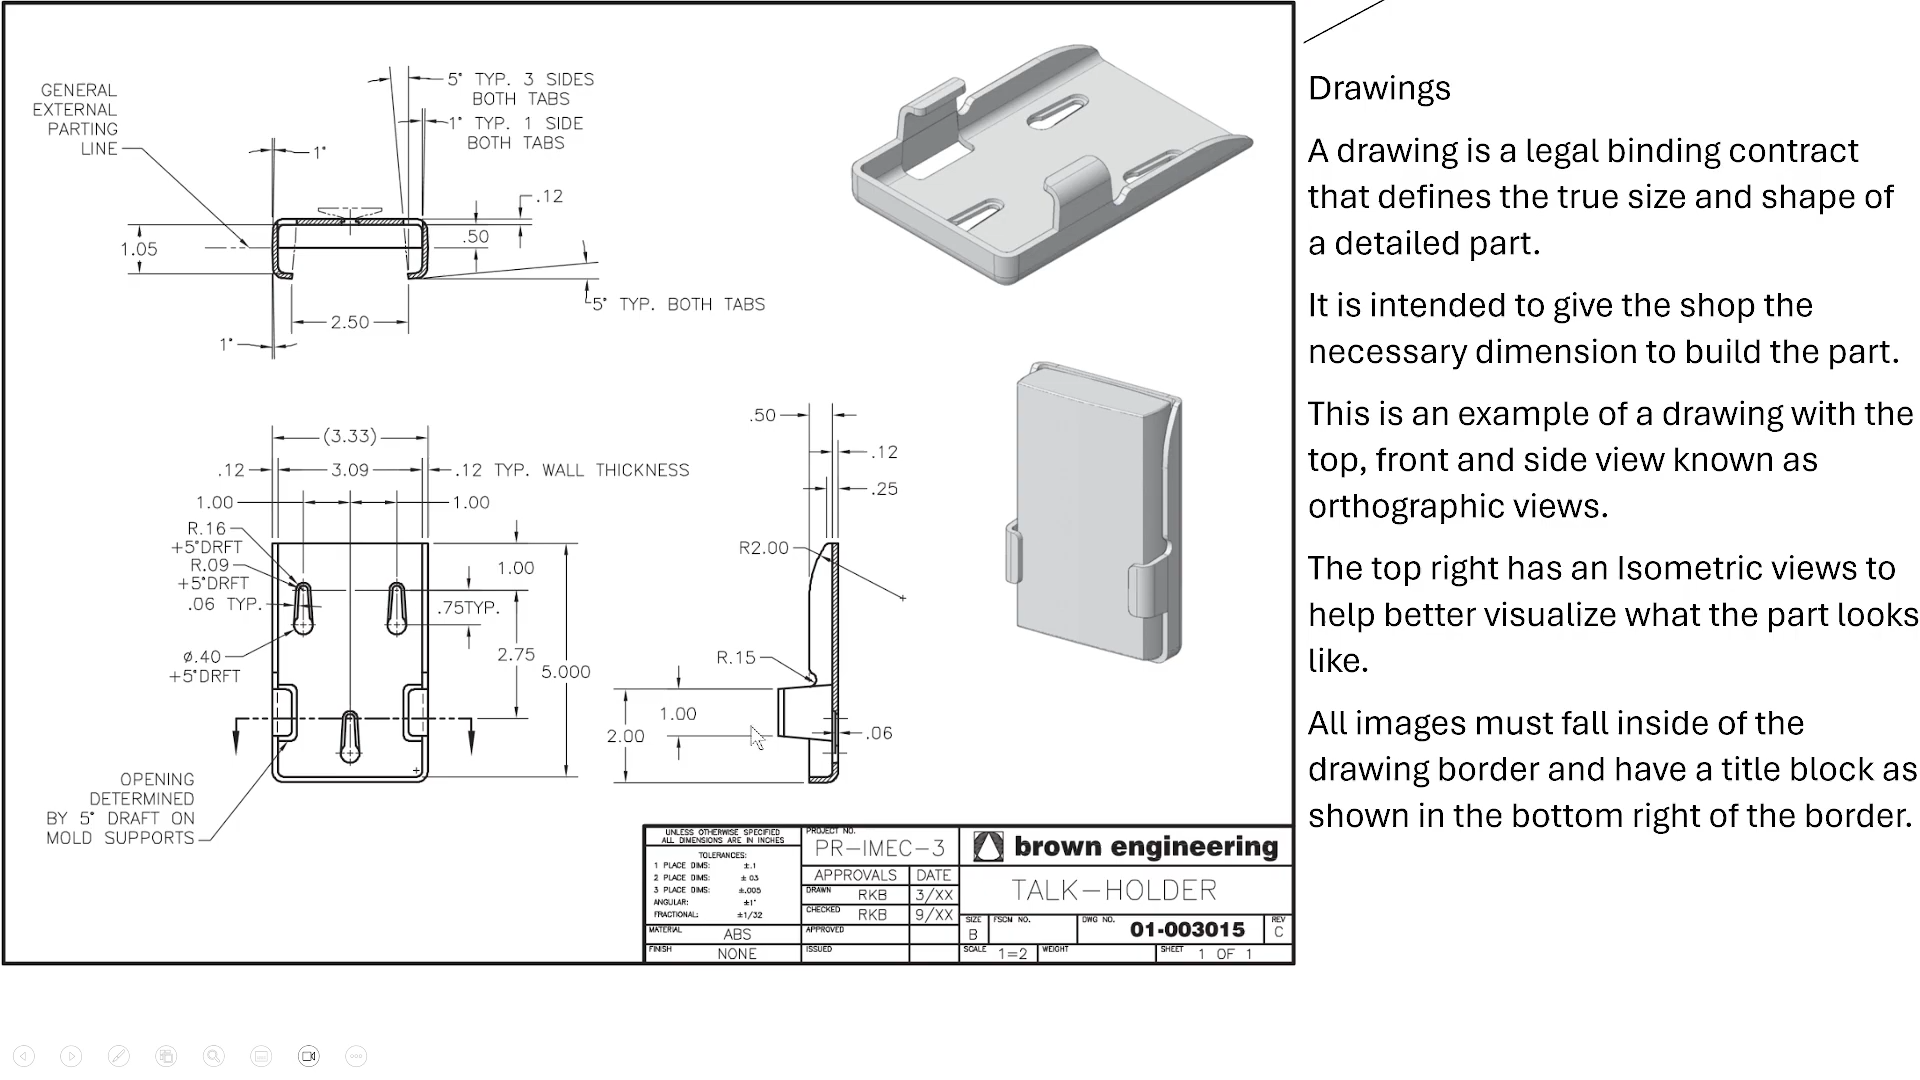 GENERAL
EXTERNAL
PARTING
LINE
5° TYP. 3 SIDES
BOTH TABS
1° TYP. 1 SIDE
BOTH TABS
1°
.12
1.05
.50
5° TYP. BOTH TABS
2.50
1°
(3.33)
.12
3.09
.12 TYP. WALL THICKNESS
1.00
1.00
R.16
+5°DRFT
R.09
+5°DRFT
.06 TYP.
1.00
.75TYP.
ø.40
+5°DRFT
2.75
5.000
OPENING
DETERMINED
BY 5° DRAFT ON
MOLD SUPPORTS
.50
.12
.25
R2.00
R.15
1.00
2.00
.06
UNLESS OTHERWISE SPECIFIED
ALL DIMENSIONS ARE IN INCHES
TOLERANCES:
1 PLACE DIMS: ±.1
2 PLACE DIMS: ± 03
3 PLACE DIMS: ±.005
ANGULAR: ±1°
FRACTIONAL: ±1/32
MATERIAL ABS
FINISH NONE
PROJECT NO.
PR-IMEC-3
APPROVALS DATE
DRAWN RKB 3/XX
CHECKED RKB 9/XX
APPROVED
ISSUED
brown engineering
TALK-HOLDER
SIZE B
FSCM NO.
DWG NO. 01-003015
REV C
SCALE 1=2
WEIGHT
SHEET 1 OF 1
Drawings
A drawing is a legal binding contract
that defines the true size and shape of
a detailed part.
It is intended to give the shop the
necessary dimension to build the part.
This is an example of a drawing with the
top, front and side view known as
orthographic views.
The top right has an Isometric views to
help better visualize what the part looks
like.
All images must fall inside of the
drawing border and have a title block as
shown in the bottom right of the border.